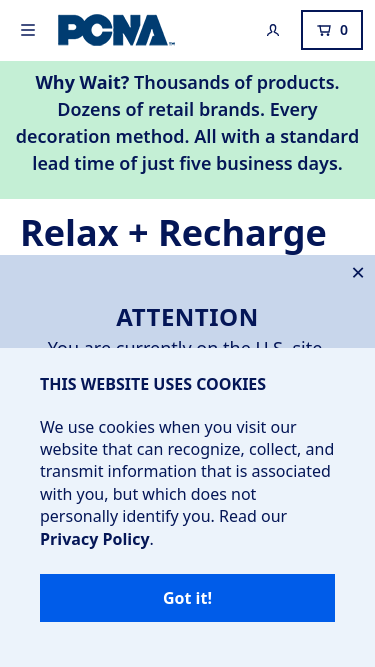 PCNA
0
Why Wait? Thousands of products.
Dozens of retail brands. Every
decoration method. All with a standard
lead time of just five business days.
Relax + Recharge
ATTENTION
You are currently on the U.S. site.
THIS WEBSITE USES COOKIES
We use cookies when you visit our
website that can recognize, collect, and
transmit information that is associated
with you, but which does not
personally identify you. Read our
Privacy Policy.
Got it!